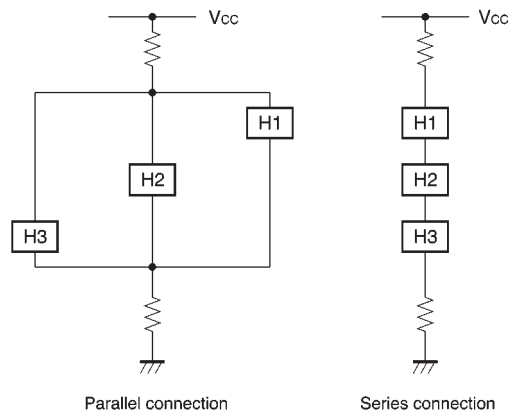 Vcc
Vcc
H1
H1
H2
H2
H3
H3
Parallel connection
Series connection